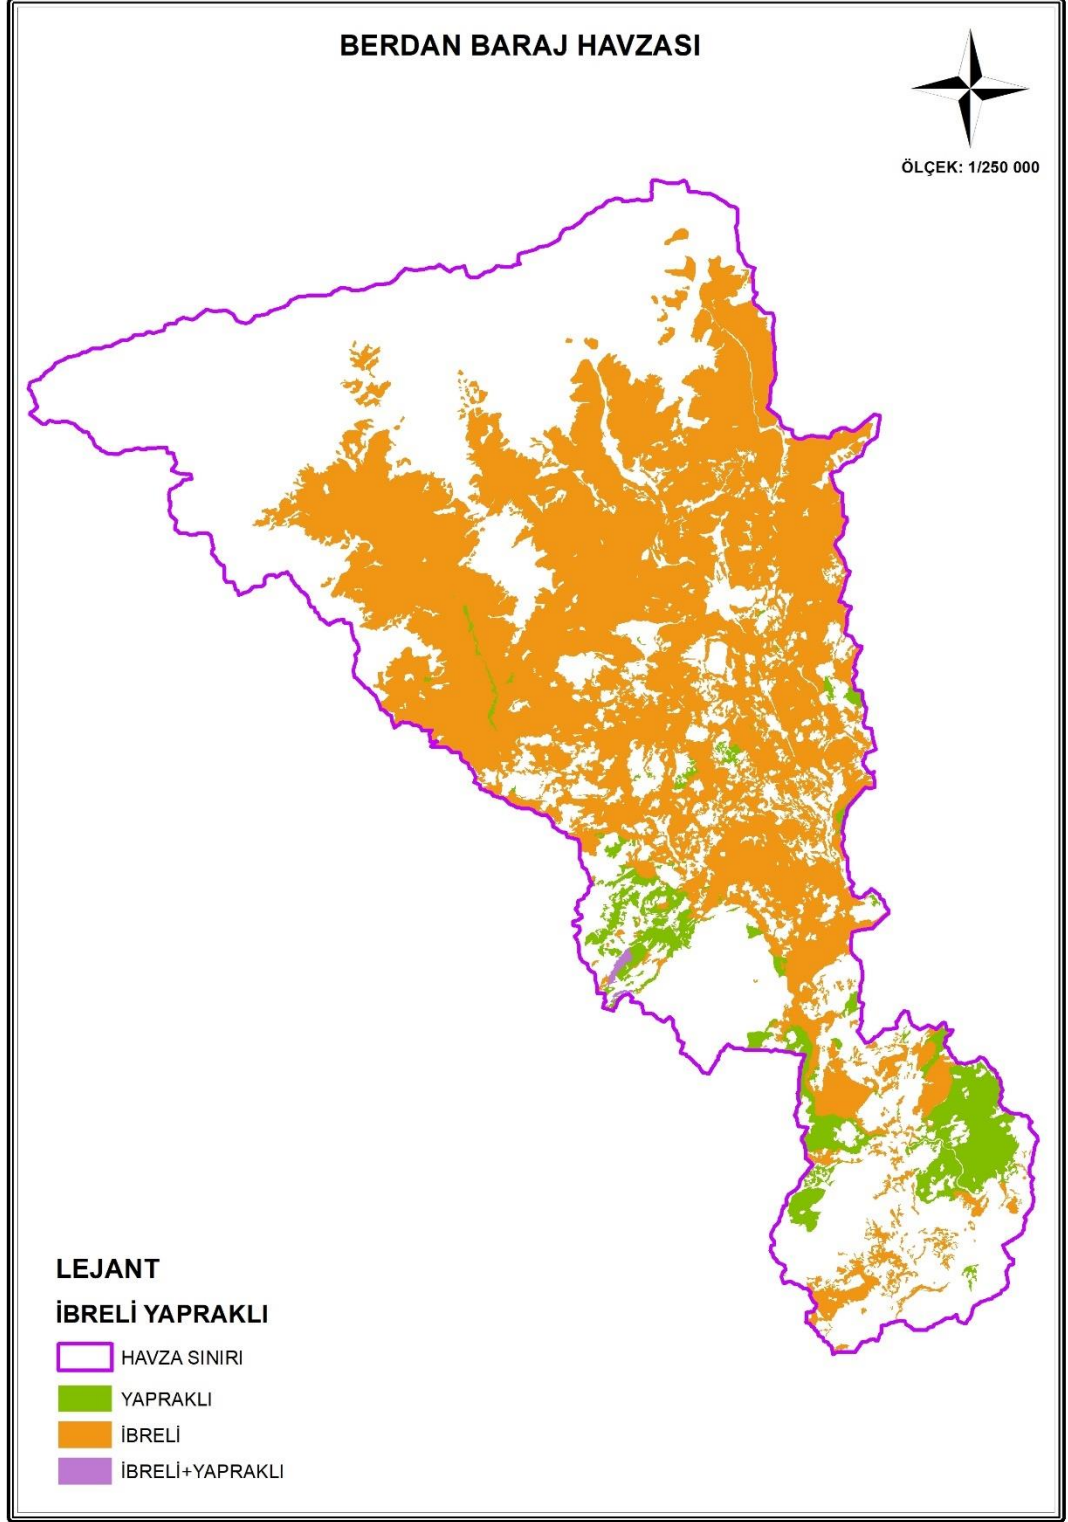 BERDAN BARAJ HAVZASI
ÖLÇEK: 1/250 000
LEJANT
İBRELİ YAPRAKLI
HAVZA SINIRI
YAPRAKLI
İBRELİ
İBRELİ+YAPRAKLI